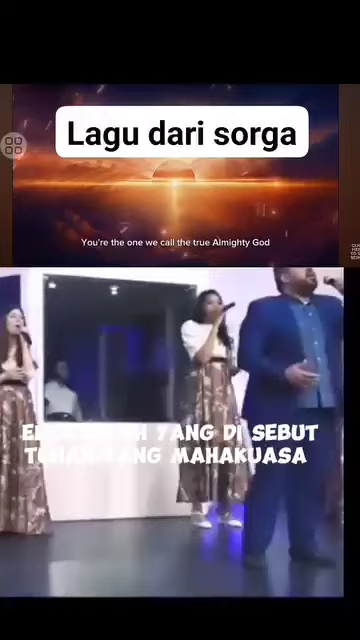 Lagu dari sorga
You're the one we call the true Almighty God
YANG DI SEBUT
YANG MAHAKUASA